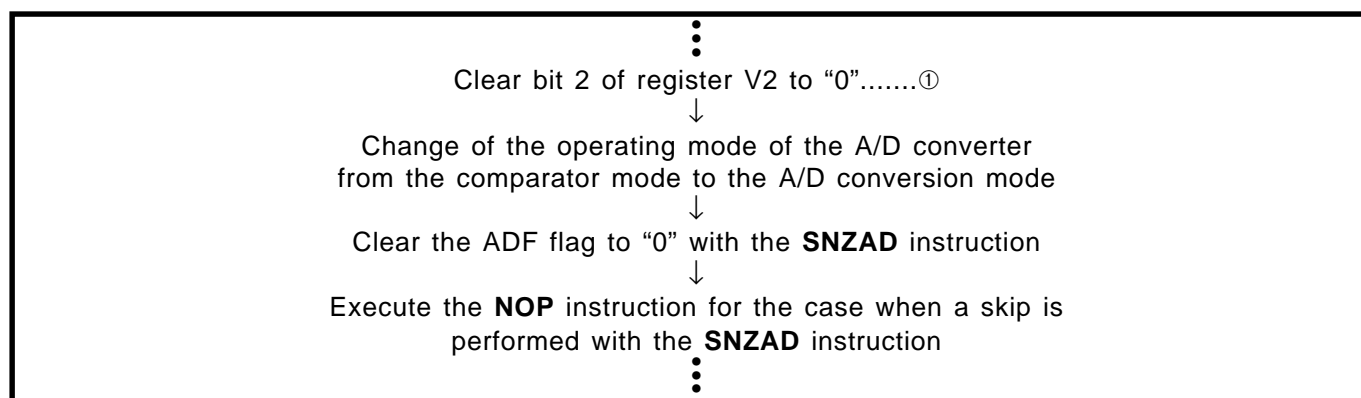 Clear bit 2 of register V2 to “0”.......①
↓
Change of the operating mode of the A/D converter
from the comparator mode to the A/D conversion mode
↓
Clear the ADF flag to “0” with the SNZAD instruction
↓
Execute the NOP instruction for the case when a skip is
performed with the SNZAD instruction